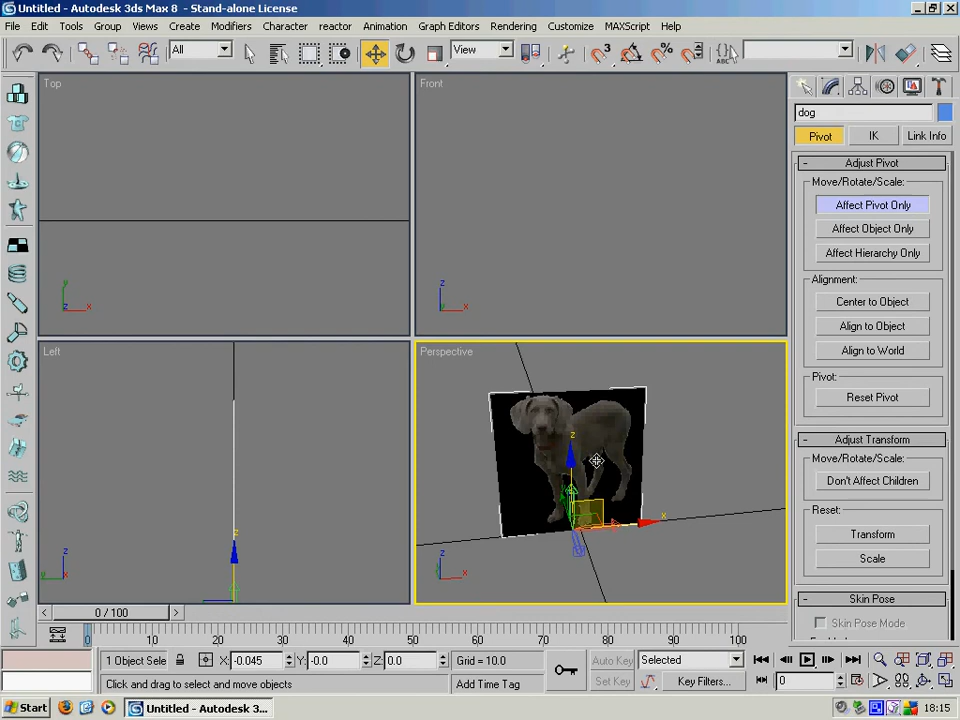 Untitled - Autodesk 3ds Max 8 - Stand-alone License
File Edit Tools Group Views Create Modifiers Character reactor Animation Graph Editors Rendering Customize MAXScript Help
All
View
3
%
ABC
Top
Front
dog
Pivot IK Link Info
- Adjust Pivot
Move/Rotate/Scale:
Affect Pivot Only
Affect Object Only
Affect Hierarchy Only
Alignment:
Center to Object
Align to Object
Align to World
Pivot:
Reset Pivot
- Adjust Transform
Move/Rotate/Scale:
Don't Affect Children
Reset:
Transform
Scale
- Skin Pose
Skin Pose Mode
y
z x
z
y x
Left
Perspective
z
z
x
z
y x
z
x
0 / 100
0 10 20 30 40 50 60 70 80 90 100
1 Object Sele X: -0.045 Y: -0.0 Z: 0.0 Grid = 10.0
Auto Key Selected
Click and drag to select and move objects Add Time Tag
Set Key Key Filters... 0
Start Untitled - Autodesk 3... 18:15